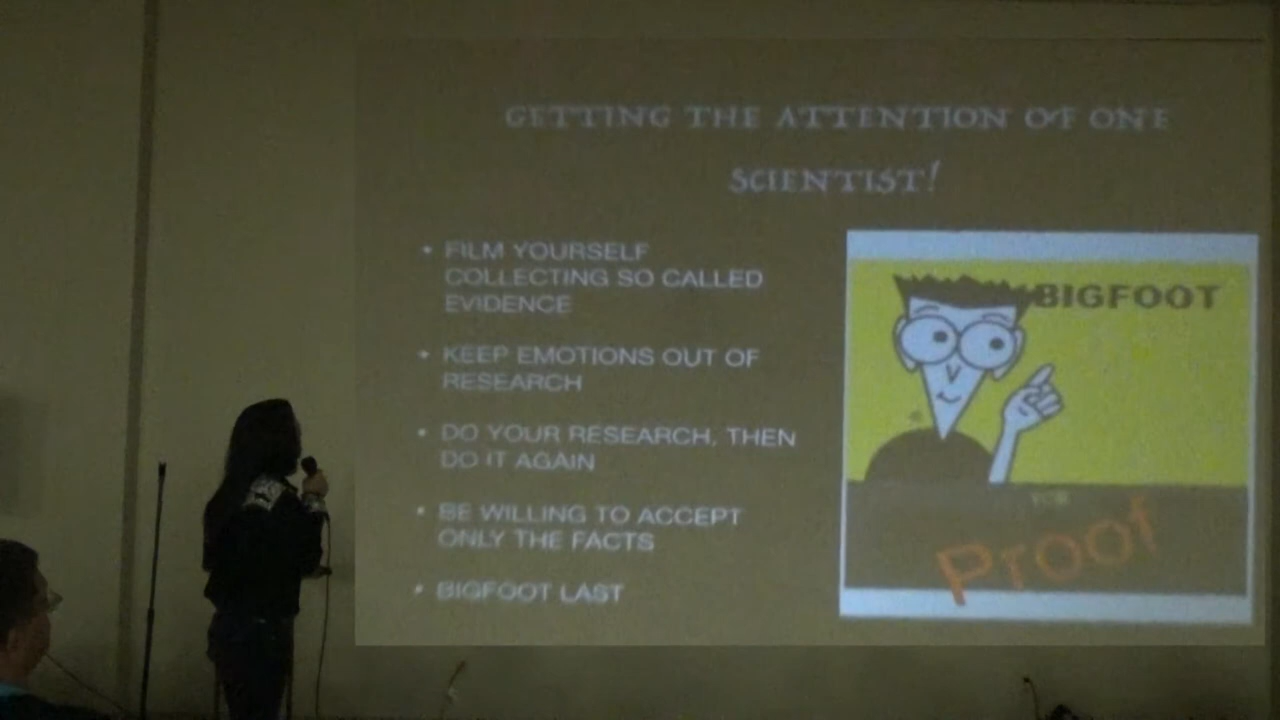 GETTING THE ATTENTION OF ONE
SCIENTIST!
• FILM YOURSELF
COLLECTING SO CALLED
EVIDENCE
• KEEP EMOTIONS OUT OF
RESEARCH
• DO YOUR RESEARCH, THEN
DO IT AGAIN
• BE WILLING TO ACCEPT
ONLY THE FACTS
• BIGFOOT LAST
BIGFOOT
FOR
Proof